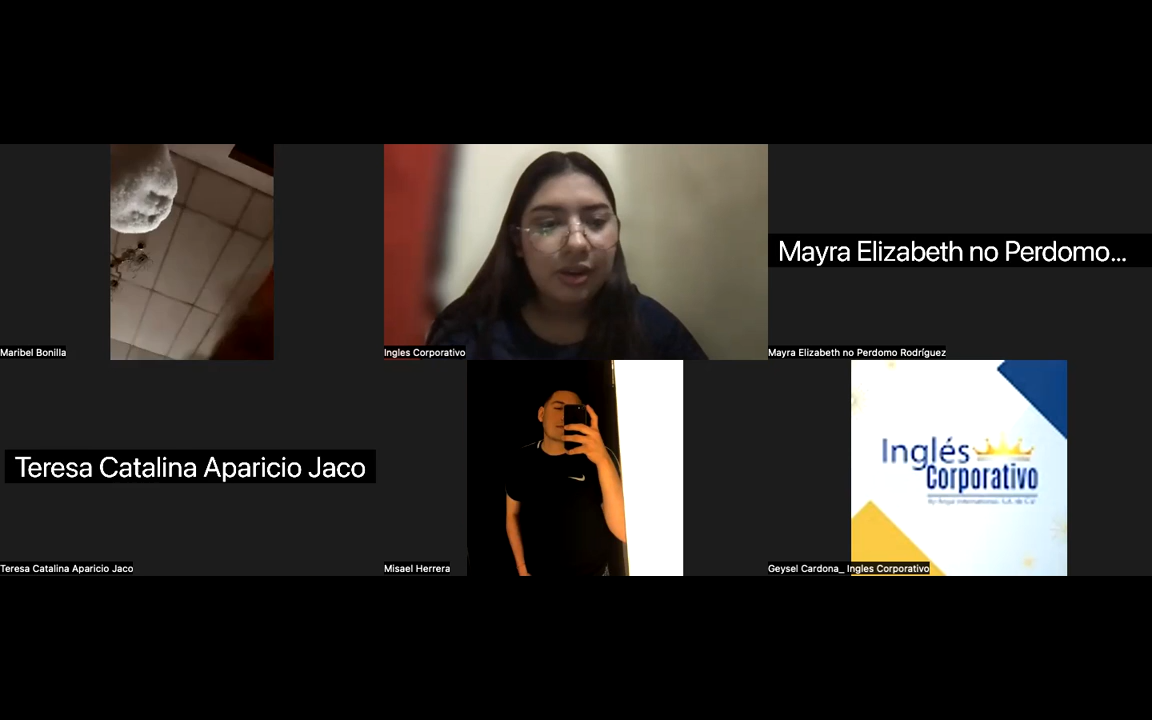 Maribel Bonilla
Ingles Corporativo
Mayra Elizabeth no Perdomo...
Mayra Elizabeth no Perdomo Rodríguez
Teresa Catalina Aparicio Jaco
Teresa Catalina Aparicio Jaco
Misael Herrera
Inglés
Corporativo
Geysel Cardona_ Ingles Corporativo